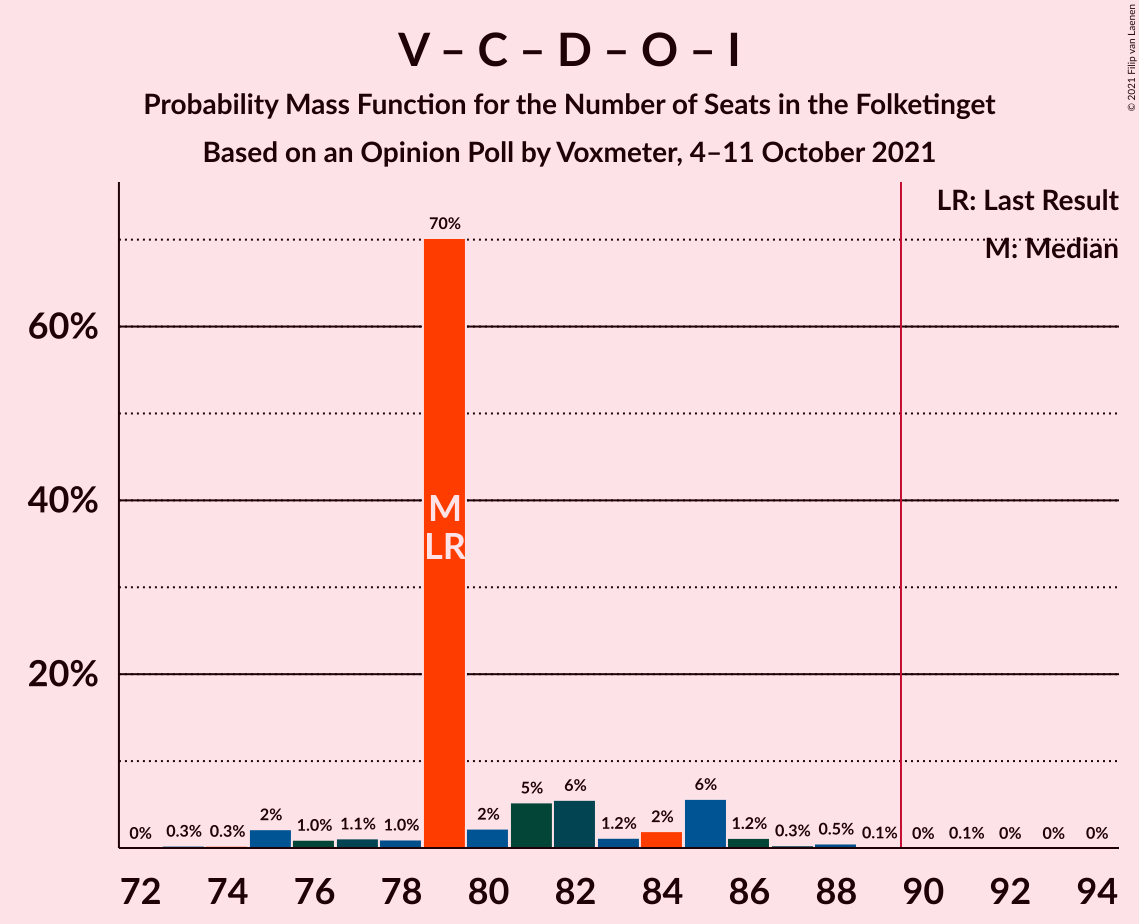 V – C – D – O – I
Probability Mass Function for the Number of Seats in the Folketinget
Based on an Opinion Poll by Voxmeter, 4–11 October 2021
© 2021 Filip van Laenen
LR: Last Result
M: Median
60%
40%
20%
0%
0.3%
0.3%
2%
1.0%
1.1%
1.0%
70%
M
LR
2%
5%
6%
1.2%
2%
6%
1.2%
0.3%
0.5%
0.1%
0%
0.1%
0%
0%
0%
72 74 76 78 80 82 84 86 88 90 92 94